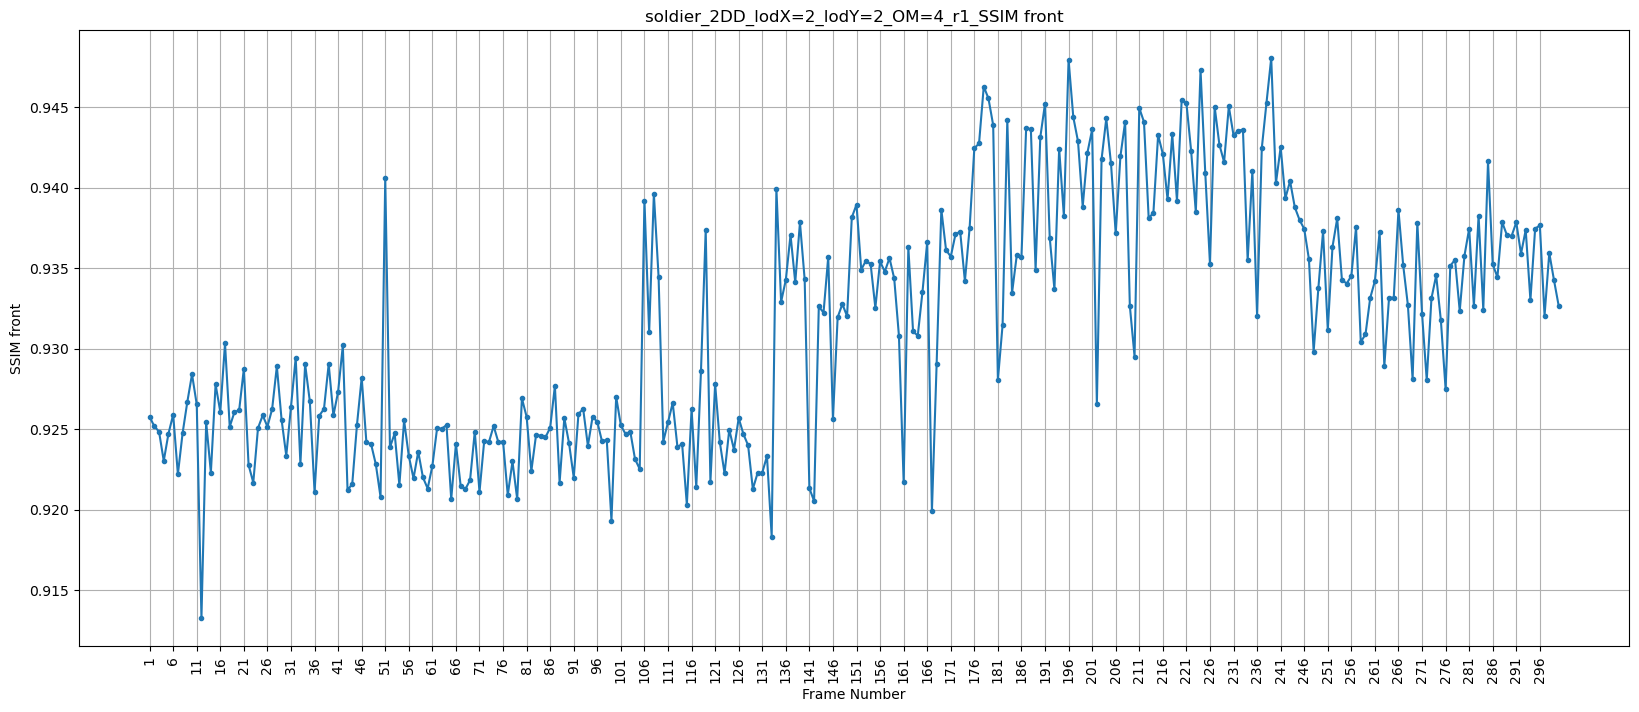 soldier_2DD_lodX=2_lodY=2_OM=4_r1_SSIM front
SSIM front
0.945
0.940
0.935
0.930
0.925
0.920
0.915
1 6 11 16 21 26 31 36 41 46 51 56 61 66 71 76 81 86 91 96 101 106 111 116 121 126 131 136 141 146 151 156 161 166 171 176 181 186 191 196 201 206 211 216 221 226 231 236 241 246 251 256 261 266 271 276 281 286 291 296
Frame Number